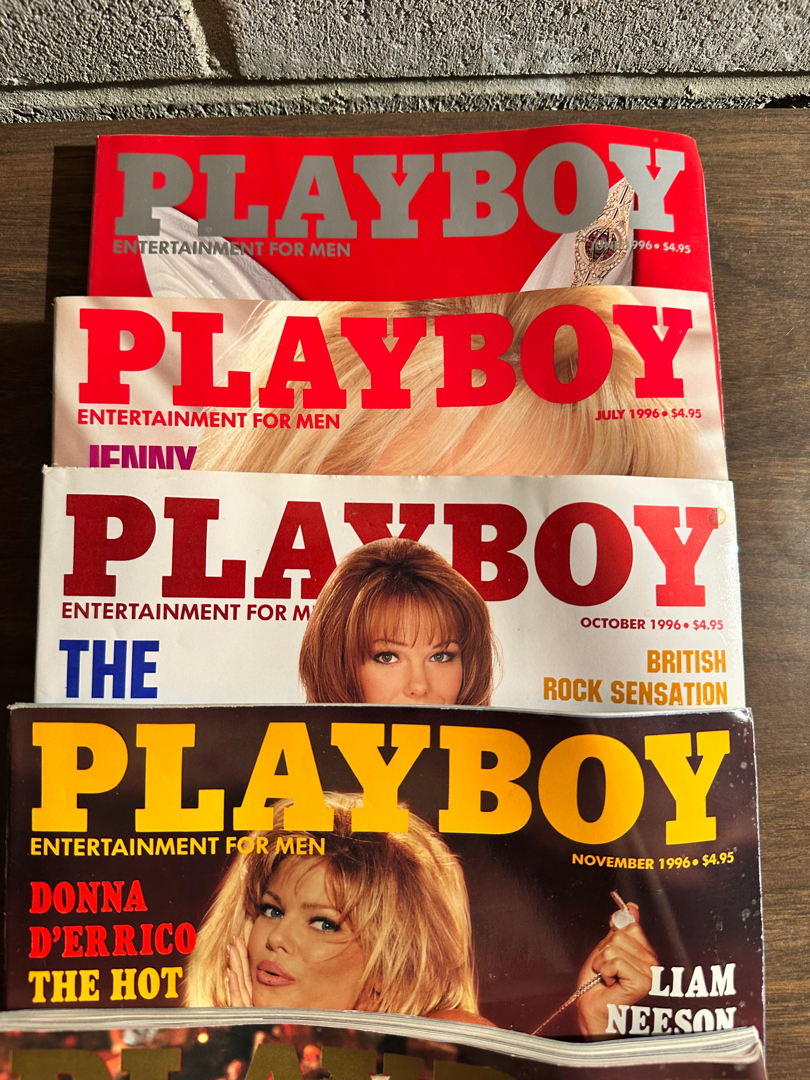 PLAYBOY
ENTERTAINMENT FOR MEN
JUNE 1996 • $4.95
PLAYBOY
ENTERTAINMENT FOR MEN
JULY 1996 • $4.95
JENNY
PLAYBOY
ENTERTAINMENT FOR M
OCTOBER 1996 • $4.95
THE
BRITISH
ROCK SENSATION
PLAYBOY
ENTERTAINMENT FOR MEN
NOVEMBER 1996 • $4.95
DONNA
D'ERRICO
THE HOT
LIAM
NEESON